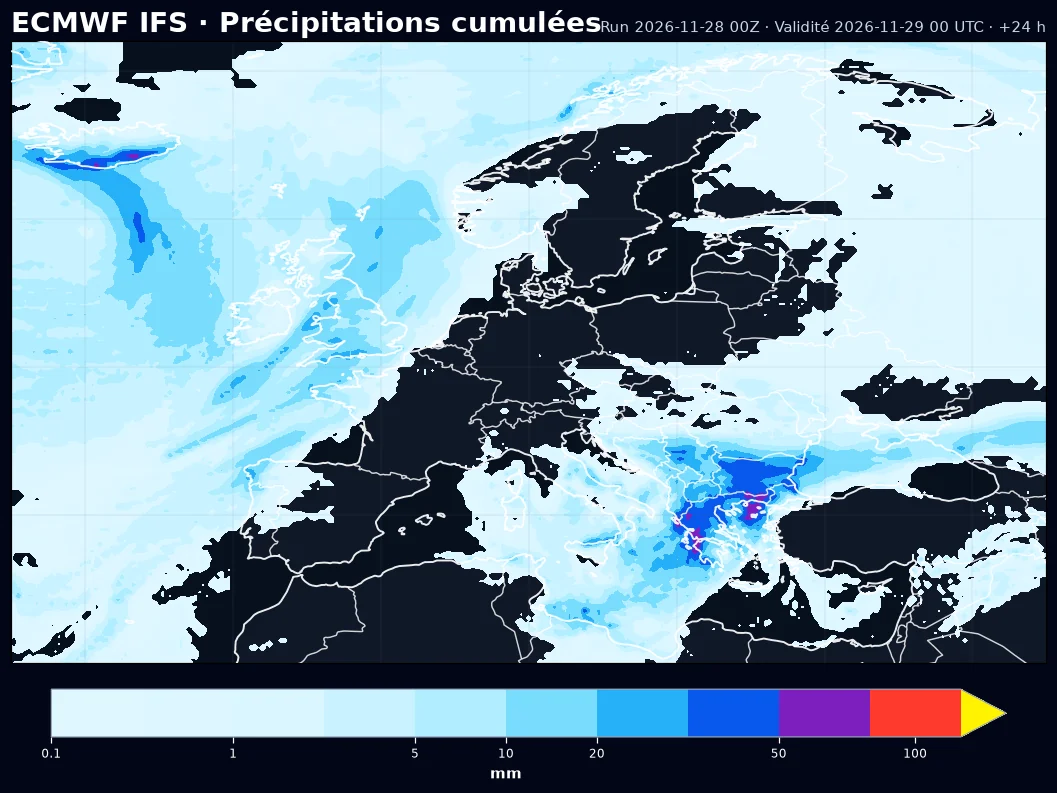 ECMWF IFS · Précipitations cumulées
Run 2026-11-28 00Z · Validité 2026-11-29 00 UTC · +24 h
0.1 1 5 10 20 50 100
mm